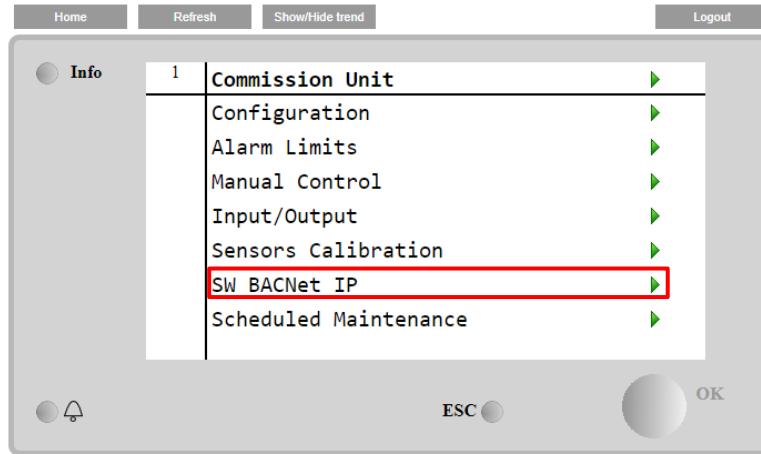 Home Refresh Show/Hide trend Logout
Info
1 Commission Unit
Configuration
Alarm Limits
Manual Control
Input/Output
Sensors Calibration
SW BACNet IP
Scheduled Maintenance
ESC OK